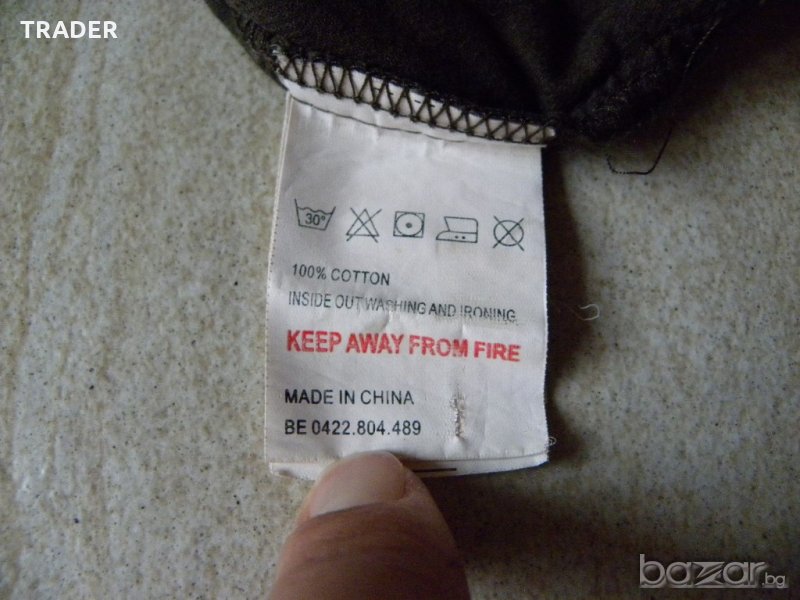 TRADER
30°
100% COTTON
INSIDE OUT WASHING AND IRONING
KEEP AWAY FROM FIRE
MADE IN CHINA
BE 0422.804.489
bazar.bg